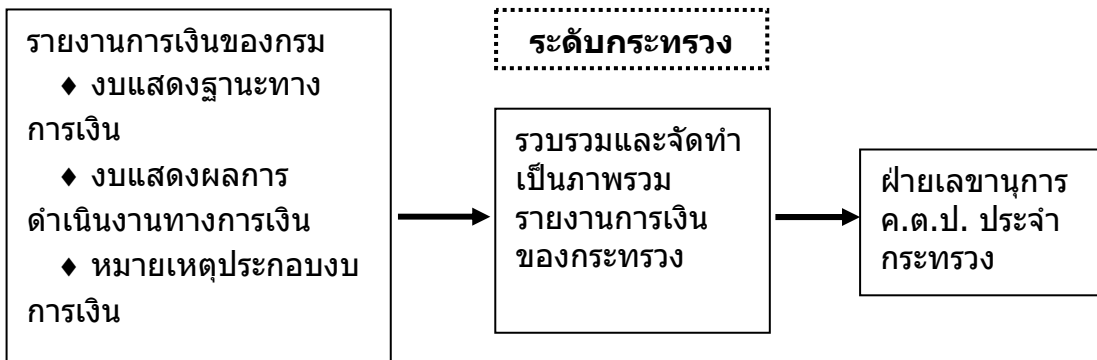 รายงานการเงินของกรม
♦ งบแสดงฐานะทาง
การเงิน
♦ งบแสดงผลการ
ดำเนินงานทางการเงิน
♦ หมายเหตุประกอบงบ
การเงิน
ระดับกระทรวง
รวบรวมและจัดทำ
เป็นภาพรวม
รายงานการเงิน
ของกระทรวง
ฝ่ายเลขานุการ
ค.ต.ป. ประจำ
กระทรวง